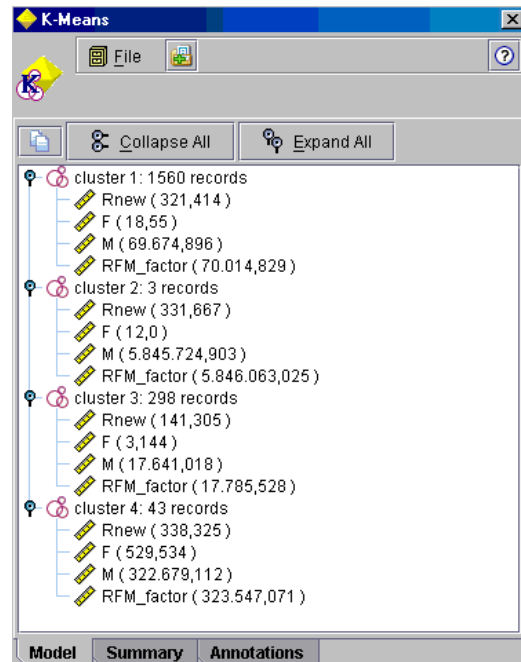 K-Means
File
Collapse All Expand All
cluster 1: 1560 records
Rnew ( 321,414 )
F ( 18,55 )
M ( 69.674,896 )
RFM_factor ( 70.014,829 )
cluster 2: 3 records
Rnew ( 331,667 )
F ( 12,0 )
M ( 5.845.724,903 )
RFM_factor ( 5.846.063,025 )
cluster 3: 298 records
Rnew ( 141,305 )
F ( 3,144 )
M ( 17.641,018 )
RFM_factor ( 17.785,528 )
cluster 4: 43 records
Rnew ( 338,325 )
F ( 529,534 )
M ( 322.679,112 )
RFM_factor ( 323.547,071 )
Model Summary Annotations